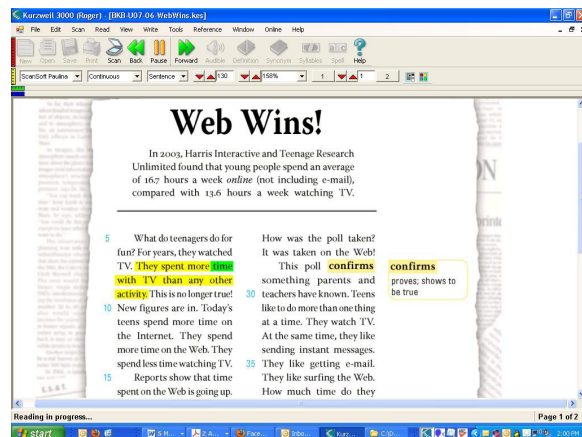 Kurzweil 3000 (Roger) - [BKB-U07-06-WebWins.kes]
File Edit Scan Read View Write Tools Reference Window Online Help
New Open Save Print Scan Back Pause Forward Audible Definition Synonyms Syllables Spell Help
ScanSoft Paulina Continuous Sentence 130 158% 1 1 2
Web Wins!
In 2003, Harris Interactive and Teenage Research
Unlimited found that young people spend an average
of 16.7 hours a week online (not including e-mail),
compared with 13.6 hours a week watching TV.
5 What do teenagers do for
fun? For years, they watched
TV. They spent more time
with TV than any other
activity. This is no longer true!
10 New figures are in. Today's
teens spend more time on
the Internet. They spend
more time on the Web. They
spend less time watching TV.
15 Reports show that time
spent on the Web is going up.
How was the poll taken?
It was taken on the Web!
This poll confirms
something parents and
30 teachers have known. Teens
like to do more than one thing
at a time. They watch TV.
At the same time, they like
sending instant messages.
35 They like getting e-mail.
They like surfing the Web.
How much time do they
confirms
proves; shows to
be true
Reading in progress...
Page 1 of 2
start
5 M...
2 A...
Face...
Inbo...
Kurz...
C:\D...
2:00 PM